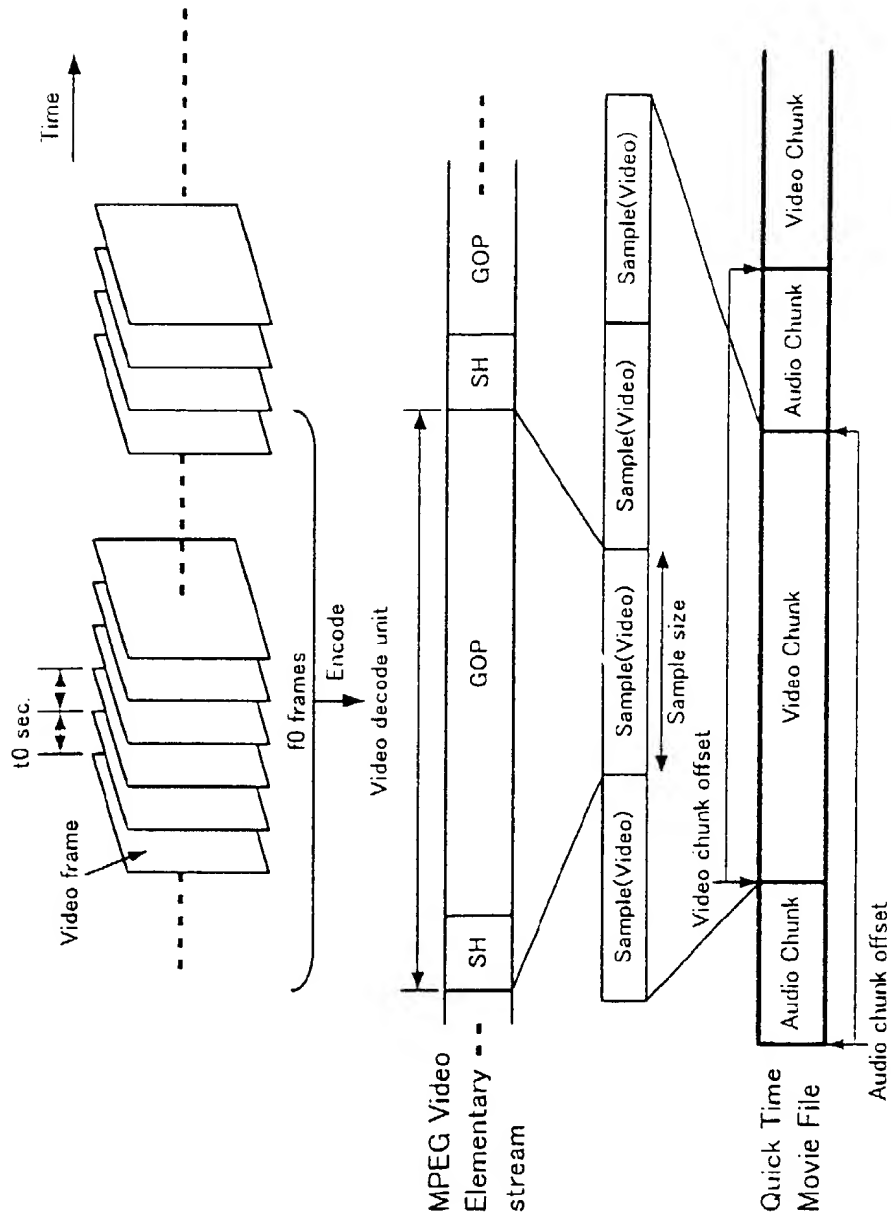 Time
t0 sec.
Video frame
f0 frames
Encode
Video decode unit
MPEG Video
Elementary
stream
SH
GOP
SH
GOP
Sample(Video)
Sample(Video)
Sample(Video)
Sample(Video)
Sample size
Video chunk offset
Quick Time
Movie File
Audio Chunk
Video Chunk
Audio Chunk
Video Chunk
Audio chunk offset